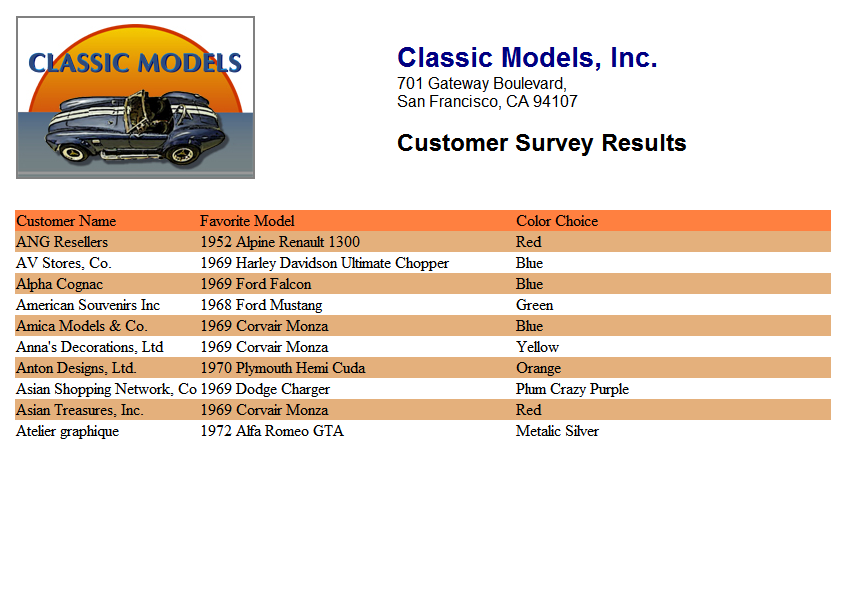 CLASSIC MODELS
Classic Models, Inc.
701 Gateway Boulevard,
San Francisco, CA 94107
Customer Survey Results
Customer Name Favorite Model Color Choice
ANG Resellers 1952 Alpine Renault 1300 Red
AV Stores, Co. 1969 Harley Davidson Ultimate Chopper Blue
Alpha Cognac 1969 Ford Falcon Blue
American Souvenirs Inc 1968 Ford Mustang Green
Amica Models & Co. 1969 Corvair Monza Blue
Anna's Decorations, Ltd 1969 Corvair Monza Yellow
Anton Designs, Ltd. 1970 Plymouth Hemi Cuda Orange
Asian Shopping Network, Co 1969 Dodge Charger Plum Crazy Purple
Asian Treasures, Inc. 1969 Corvair Monza Red
Atelier graphique 1972 Alfa Romeo GTA Metalic Silver